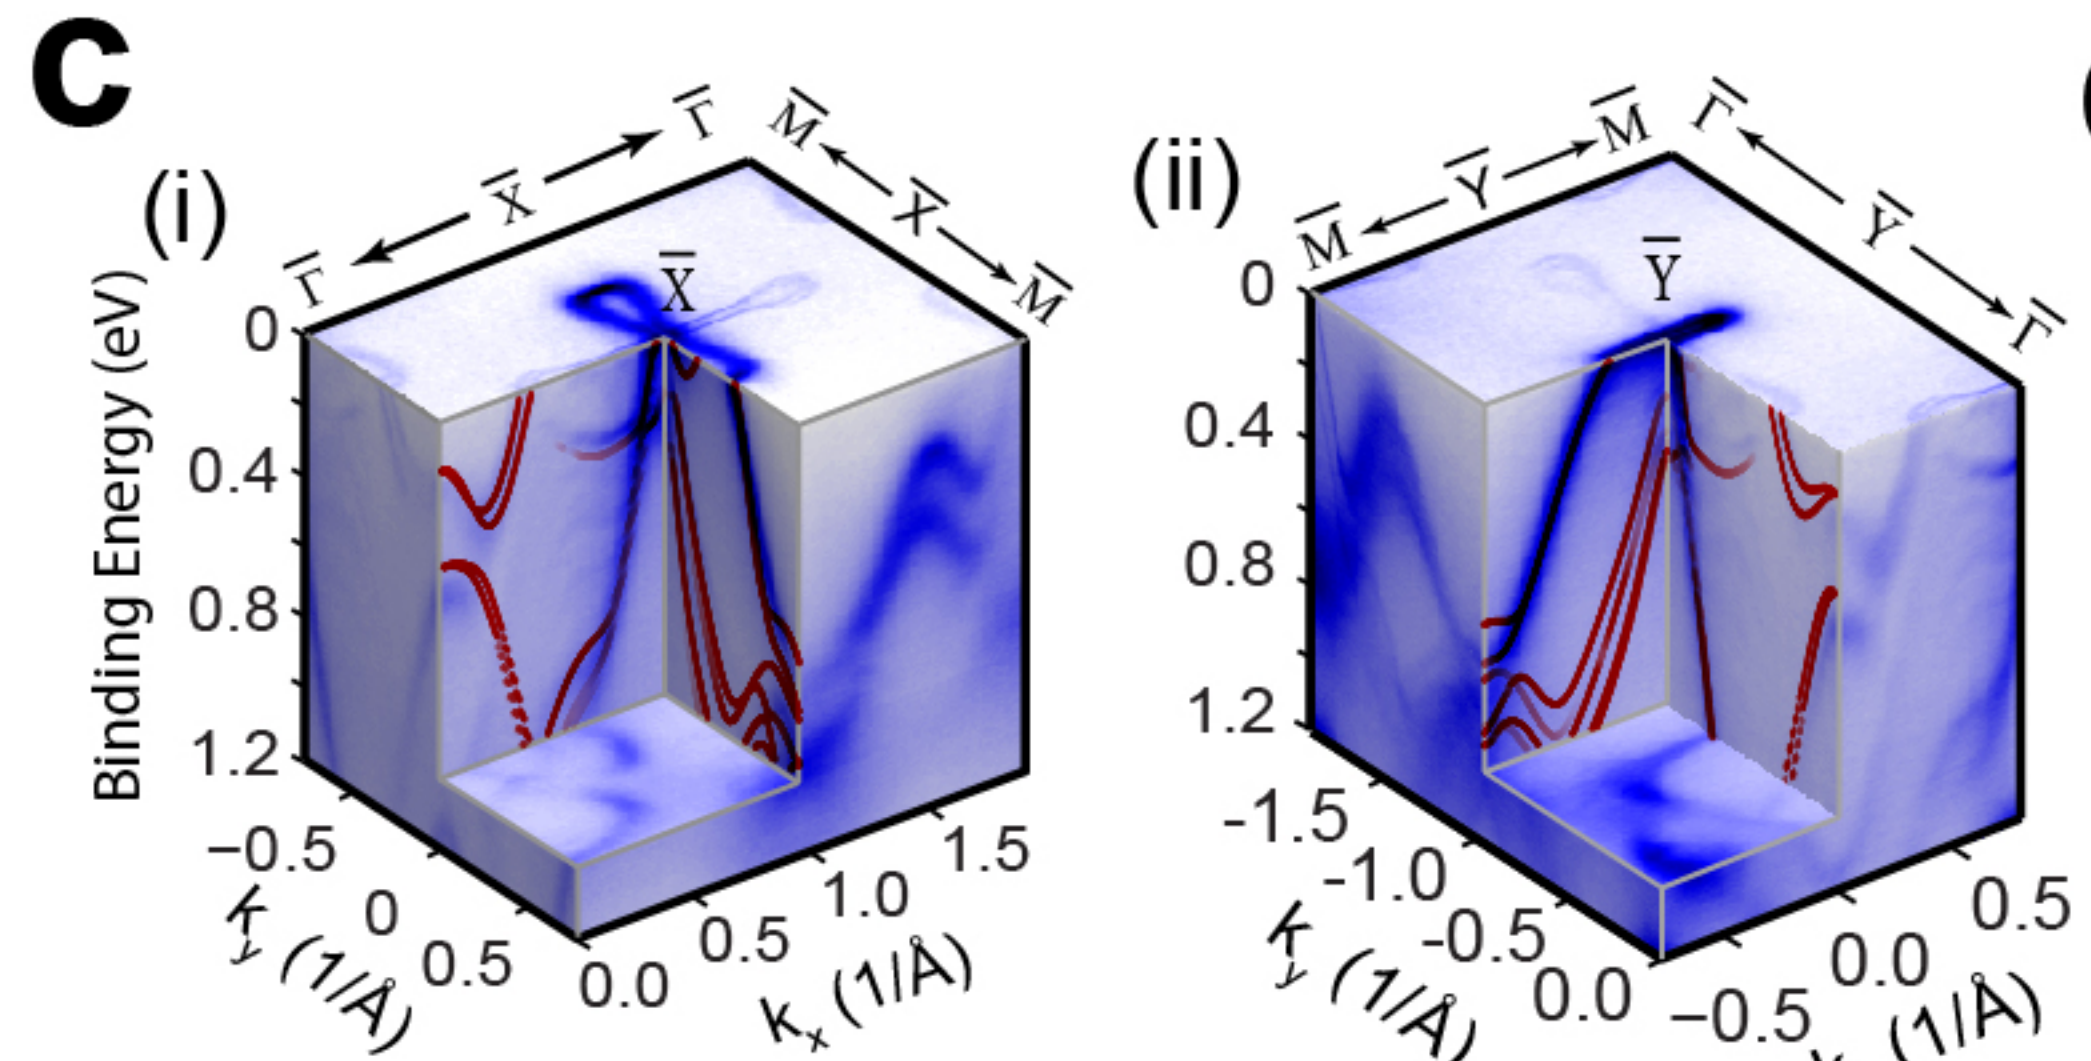 c
(i)
Γ̅ ← X̅ → Γ̅
M̅ ← X̅ → M̅
X̅
Binding Energy (eV)
0
0.4
0.8
1.2
−0.5
0
0.5
k_y (1/Å)
0.0
0.5
1.0
1.5
k_x (1/Å)
(ii)
M̅ ← Y̅ → M̅
Γ̅ ← Y̅ → Γ̅
Y̅
0
0.4
0.8
1.2
-1.5
-1.0
-0.5
0.0
k_y (1/Å)
−0.5
0.0
0.5
(1/Å)